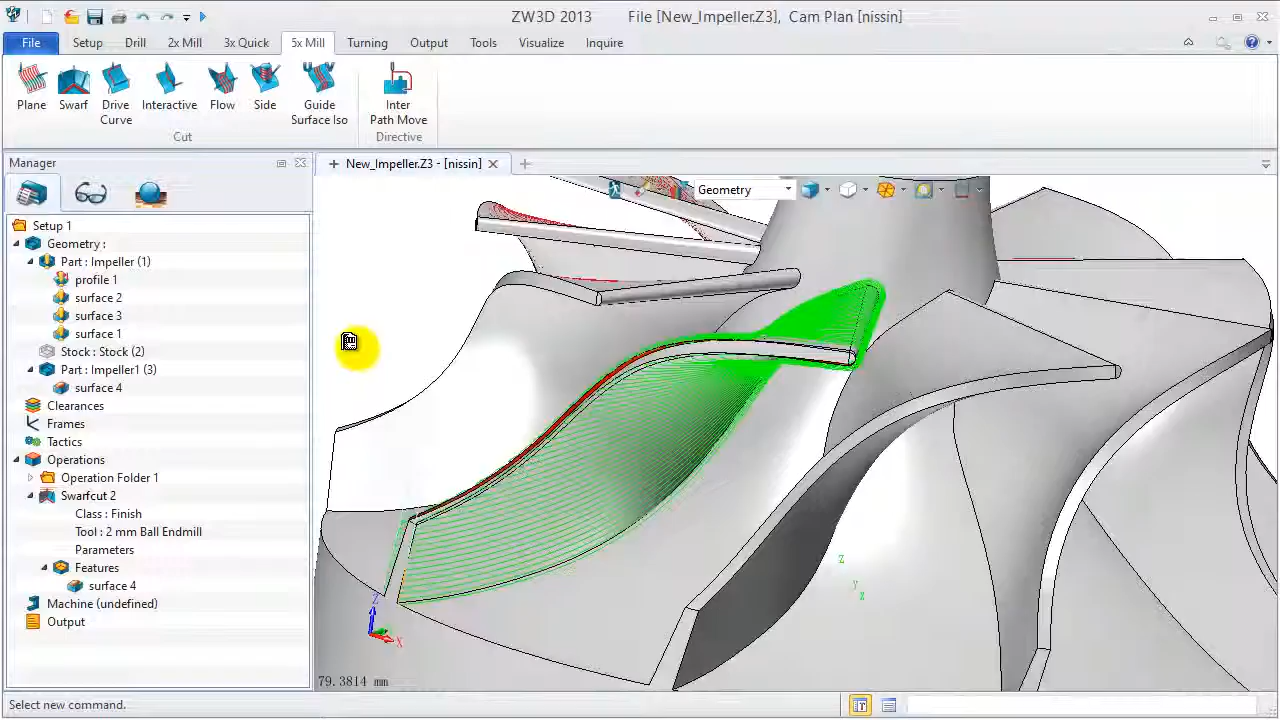 ZW3D 2013 File [New_Impeller.Z3], Cam Plan [nissin]
File Setup Drill 2x Mill 3x Quick 5x Mill Turning Output Tools Visualize Inquire
Plane Swarf Drive Curve Interactive Flow Side Guide Surface Iso Inter Path Move
Cut Directive
Manager
New_Impeller.Z3 - [nissin]
Geometry
Setup 1
Geometry :
Part : Impeller (1)
profile 1
surface 2
surface 3
surface 1
Stock : Stock (2)
Part : Impeller1 (3)
surface 4
Clearances
Frames
Tactics
Operations
Operation Folder 1
Swarfcut 2
Class : Finish
Tool : 2 mm Ball Endmill
Parameters
Features
surface 4
Machine (undefined)
Output
Z
Y
X
Z
X
79.3814 mm
Select new command.